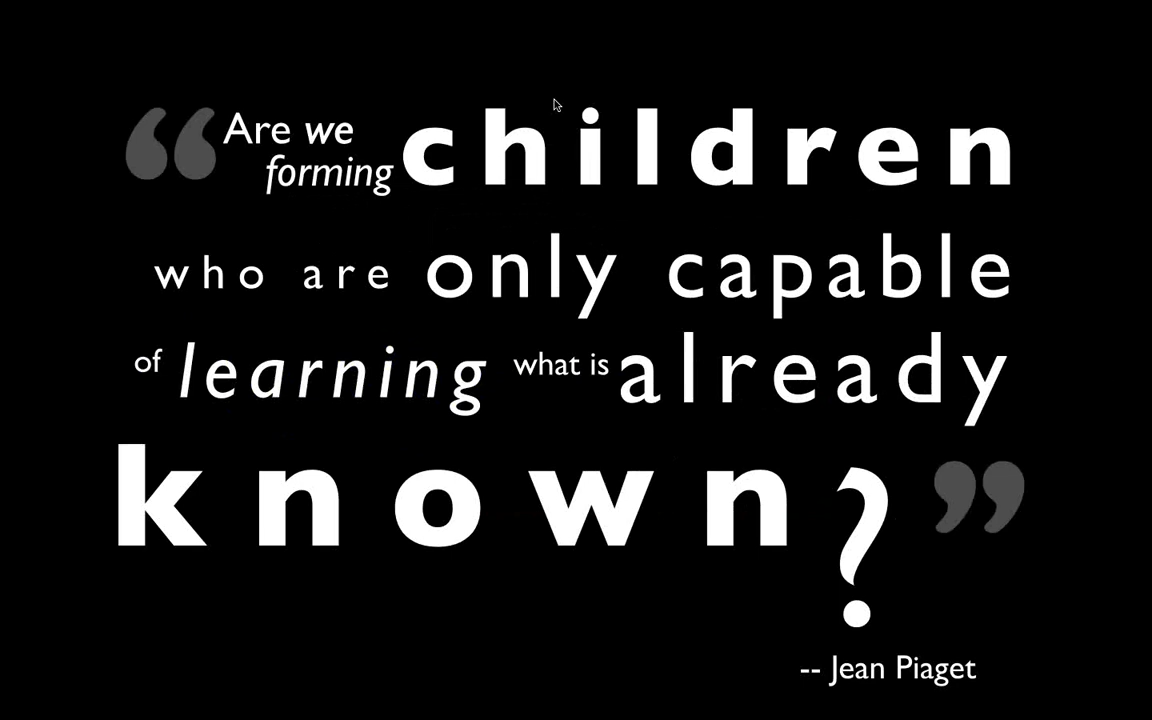 “Are we
forming children
who are only capable
of learning what is already
known?”
-- Jean Piaget